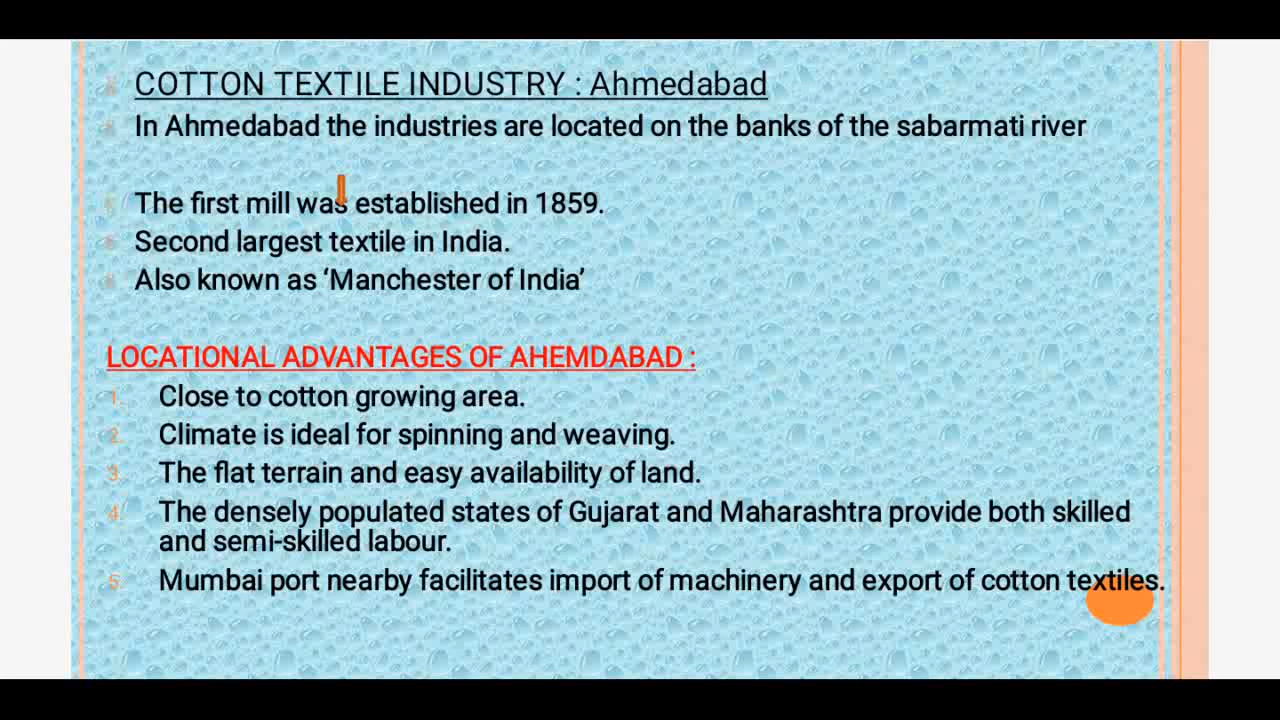 COTTON TEXTILE INDUSTRY : Ahmedabad
In Ahmedabad the industries are located on the banks of the sabarmati river
The first mill was established in 1859.
Second largest textile in India.
Also known as ‘Manchester of India’
LOCATIONAL ADVANTAGES OF AHEMDABAD :
1. Close to cotton growing area.
2. Climate is ideal for spinning and weaving.
3. The flat terrain and easy availability of land.
4. The densely populated states of Gujarat and Maharashtra provide both skilled
and semi-skilled labour.
5. Mumbai port nearby facilitates import of machinery and export of cotton textiles.